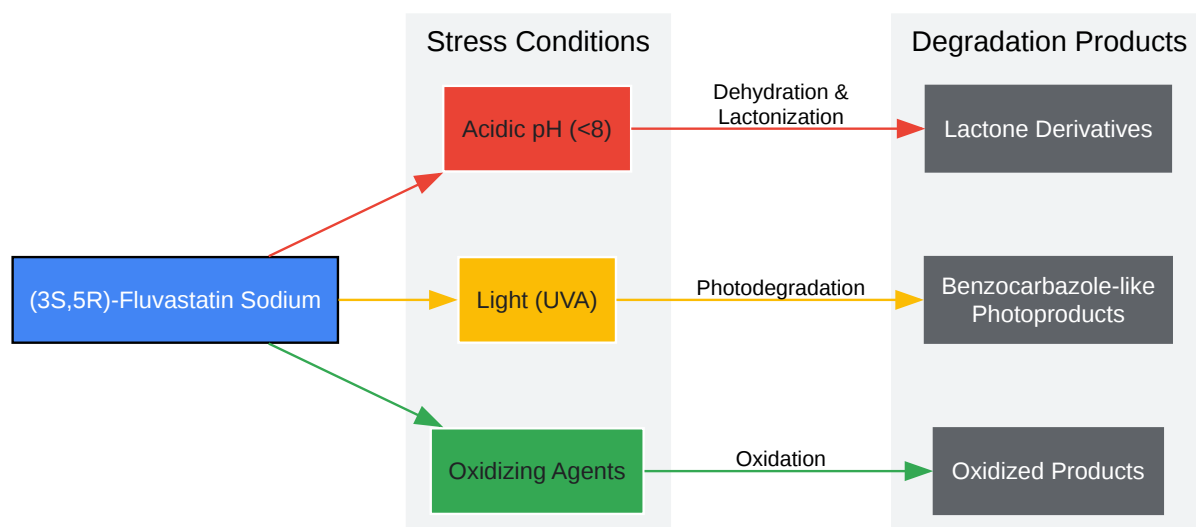 Stress Conditions
Degradation Products
Acidic pH (<8)
Dehydration &
Lactonization
Lactone Derivatives
(3S,5R)-Fluvastatin Sodium
Light (UVA)
Photodegradation
Benzocarbazole-like
Photoproducts
Oxidizing Agents
Oxidation
Oxidized Products